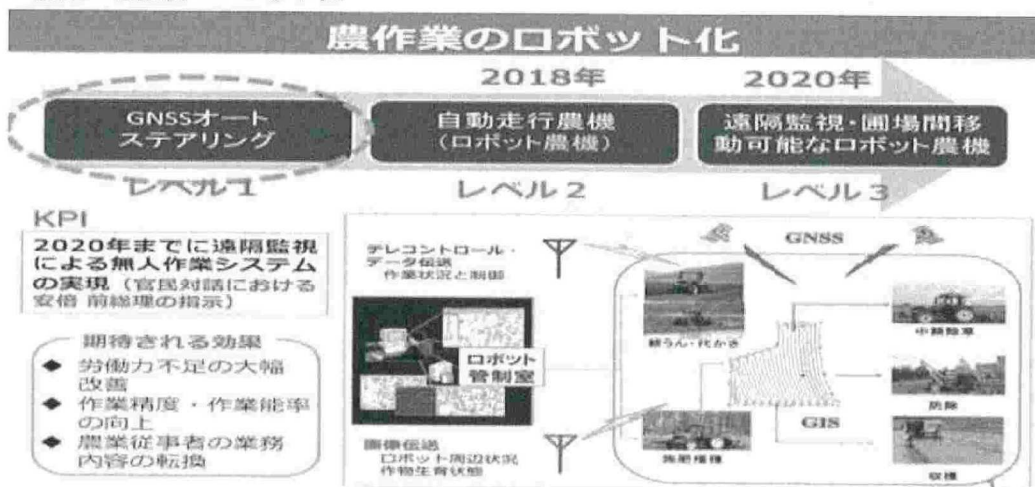 農作業のロボット化
2018年
2020年
GNSSオート
ステアリング
自動走行農機
(ロボット農機)
遠隔監視・圃場間移
動可能なロボット農機
レベル1
レベル2
レベル3
KPI
2020年までに遠隔監視
による無人作業システム
の実現(官民対話における
安倍 前総理の指示)
期待される効果
◆ 労働力不足の大幅
改善
◆ 作業精度・作業能率
の向上
◆ 農業従事者の業務
内容の転換
テレコントロール・
データ伝送
作業状況と制御
ロボット
管制室
画像伝送
ロボット周辺状況
作物生育状態
GNSS
耕うん・代かき
施肥播種
GIS
中耕除草
防除
収穫